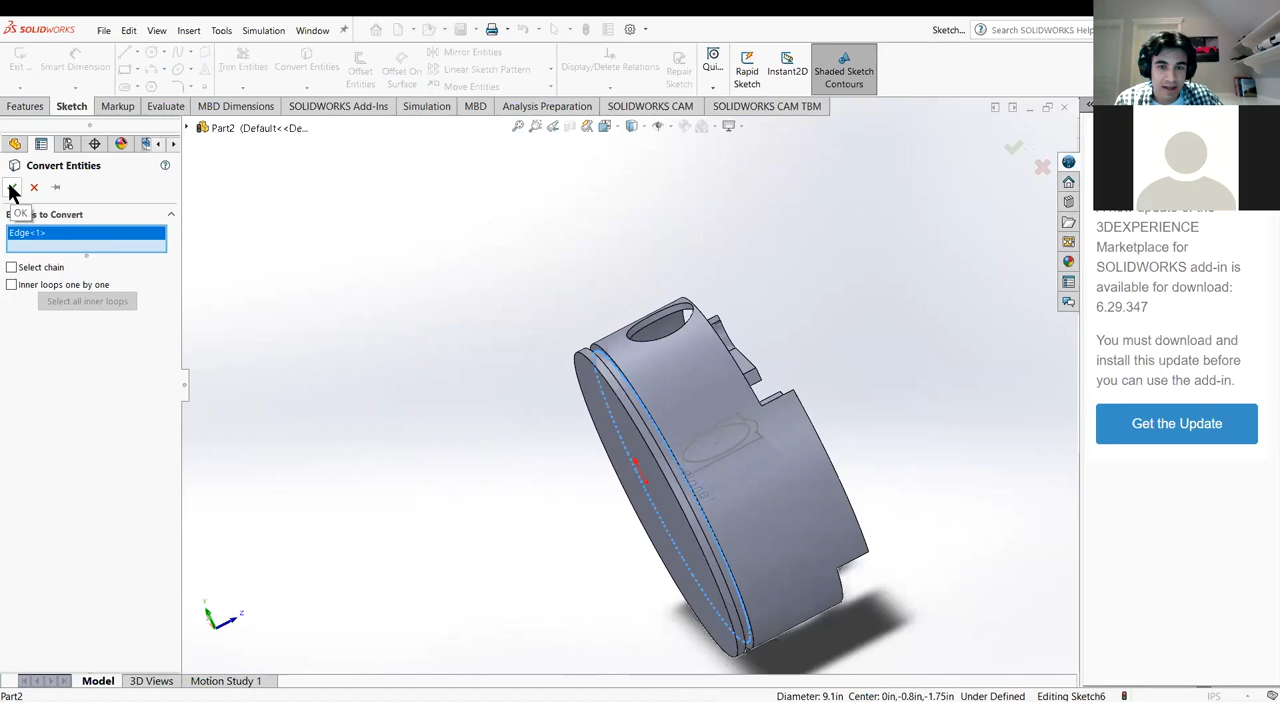 SOLIDWORKS File Edit View Insert Tools Simulation Window Sketch... Search SOLIDWORKS Help
Exit ... Smart Dimension Trim Entities Convert Entities Offset Entities Offset On Surface Mirror Entities Linear Sketch Pattern Move Entities Display/Delete Relations Repair Sketch Qui... Rapid Sketch Instant2D Shaded Sketch Contours
Features Sketch Markup Evaluate MBD Dimensions SOLIDWORKS Add-Ins Simulation MBD Analysis Preparation SOLIDWORKS CAM SOLIDWORKS CAM TBM
Part2 (Default<<De...
Convert Entities
OK
to Convert
Edge<1>
Select chain
Inner loops one by one
Select all inner loops
3DEXPERIENCE
Marketplace for
SOLIDWORKS add-in is
available for download:
6.29.347
You must download and
install this update before
you can use the add-in.
Get the Update
Y
Z
Model 3D Views Motion Study 1
Part2 Diameter: 9.1in Center: 0in,-0.8in,-1.75in Under Defined Editing Sketch6 IPS